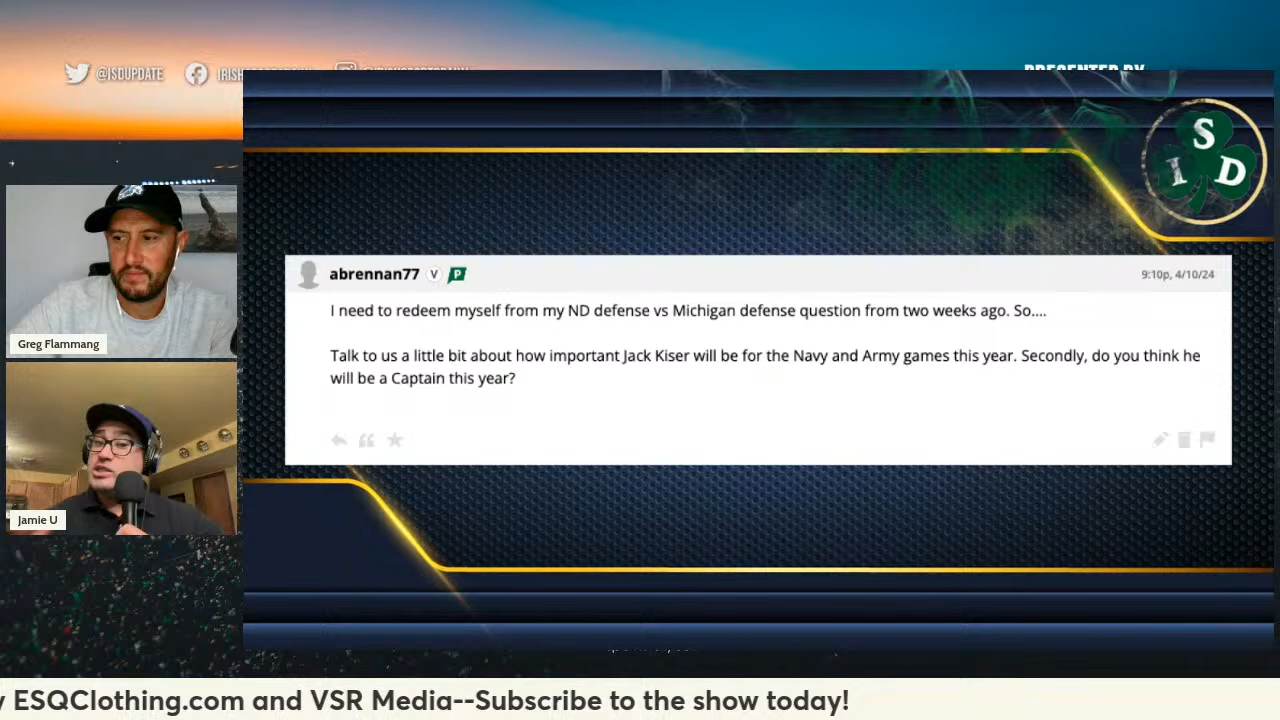 @ISDUPDATE
PRESENTED BY
I S D
abrennan77 V P
9:10p, 4/10/24
I need to redeem myself from my ND defense vs Michigan defense question from two weeks ago. So....
Talk to us a little bit about how important Jack Kiser will be for the Navy and Army games this year. Secondly, do you think he
will be a Captain this year?
Greg Flammang
Jamie U
ESQClothing.com and VSR Media--Subscribe to the show today!